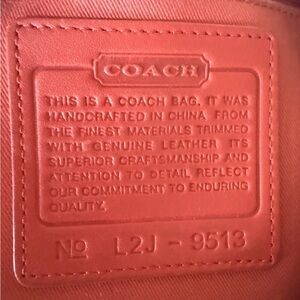 COACH
THIS IS A COACH BAG. IT WAS
HANDCRAFTED IN CHINA FROM
THE FINEST MATERIALS TRIMMED
WITH GENUINE LEATHER ITS
SUPERIOR CRAFTSMANSHIP AND
ATTENTION TO DETAIL REFLECT
OUR COMMITMENT TO ENDURING
QUALITY.
No L2J - 9513